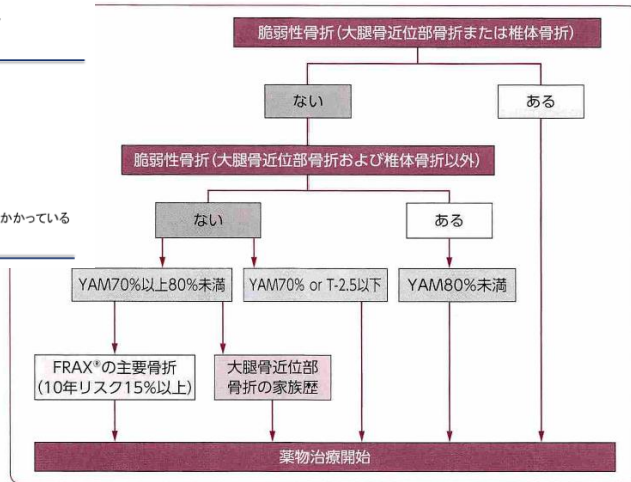 脆弱性骨折(大腿骨近位部骨折または椎体骨折)
ない
ある
脆弱性骨折(大腿骨近位部骨折および椎体骨折以外)
かかっている
ない
ある
YAM70%以上80%未満
YAM70% or T-2.5以下
YAM80%未満
FRAX®の主要骨折
(10年リスク15%以上)
大腿骨近位部
骨折の家族歴
薬物治療開始